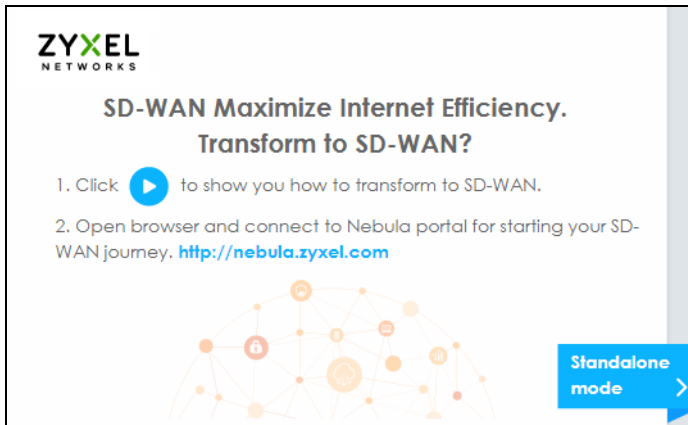 ZYXEL
NETWORKS
SD-WAN Maximize Internet Efficiency.
Transform to SD-WAN?
1. Click to show you how to transform to SD-WAN.
2. Open browser and connect to Nebula portal for starting your SD-
WAN journey. http://nebula.zyxel.com
Standalone
mode